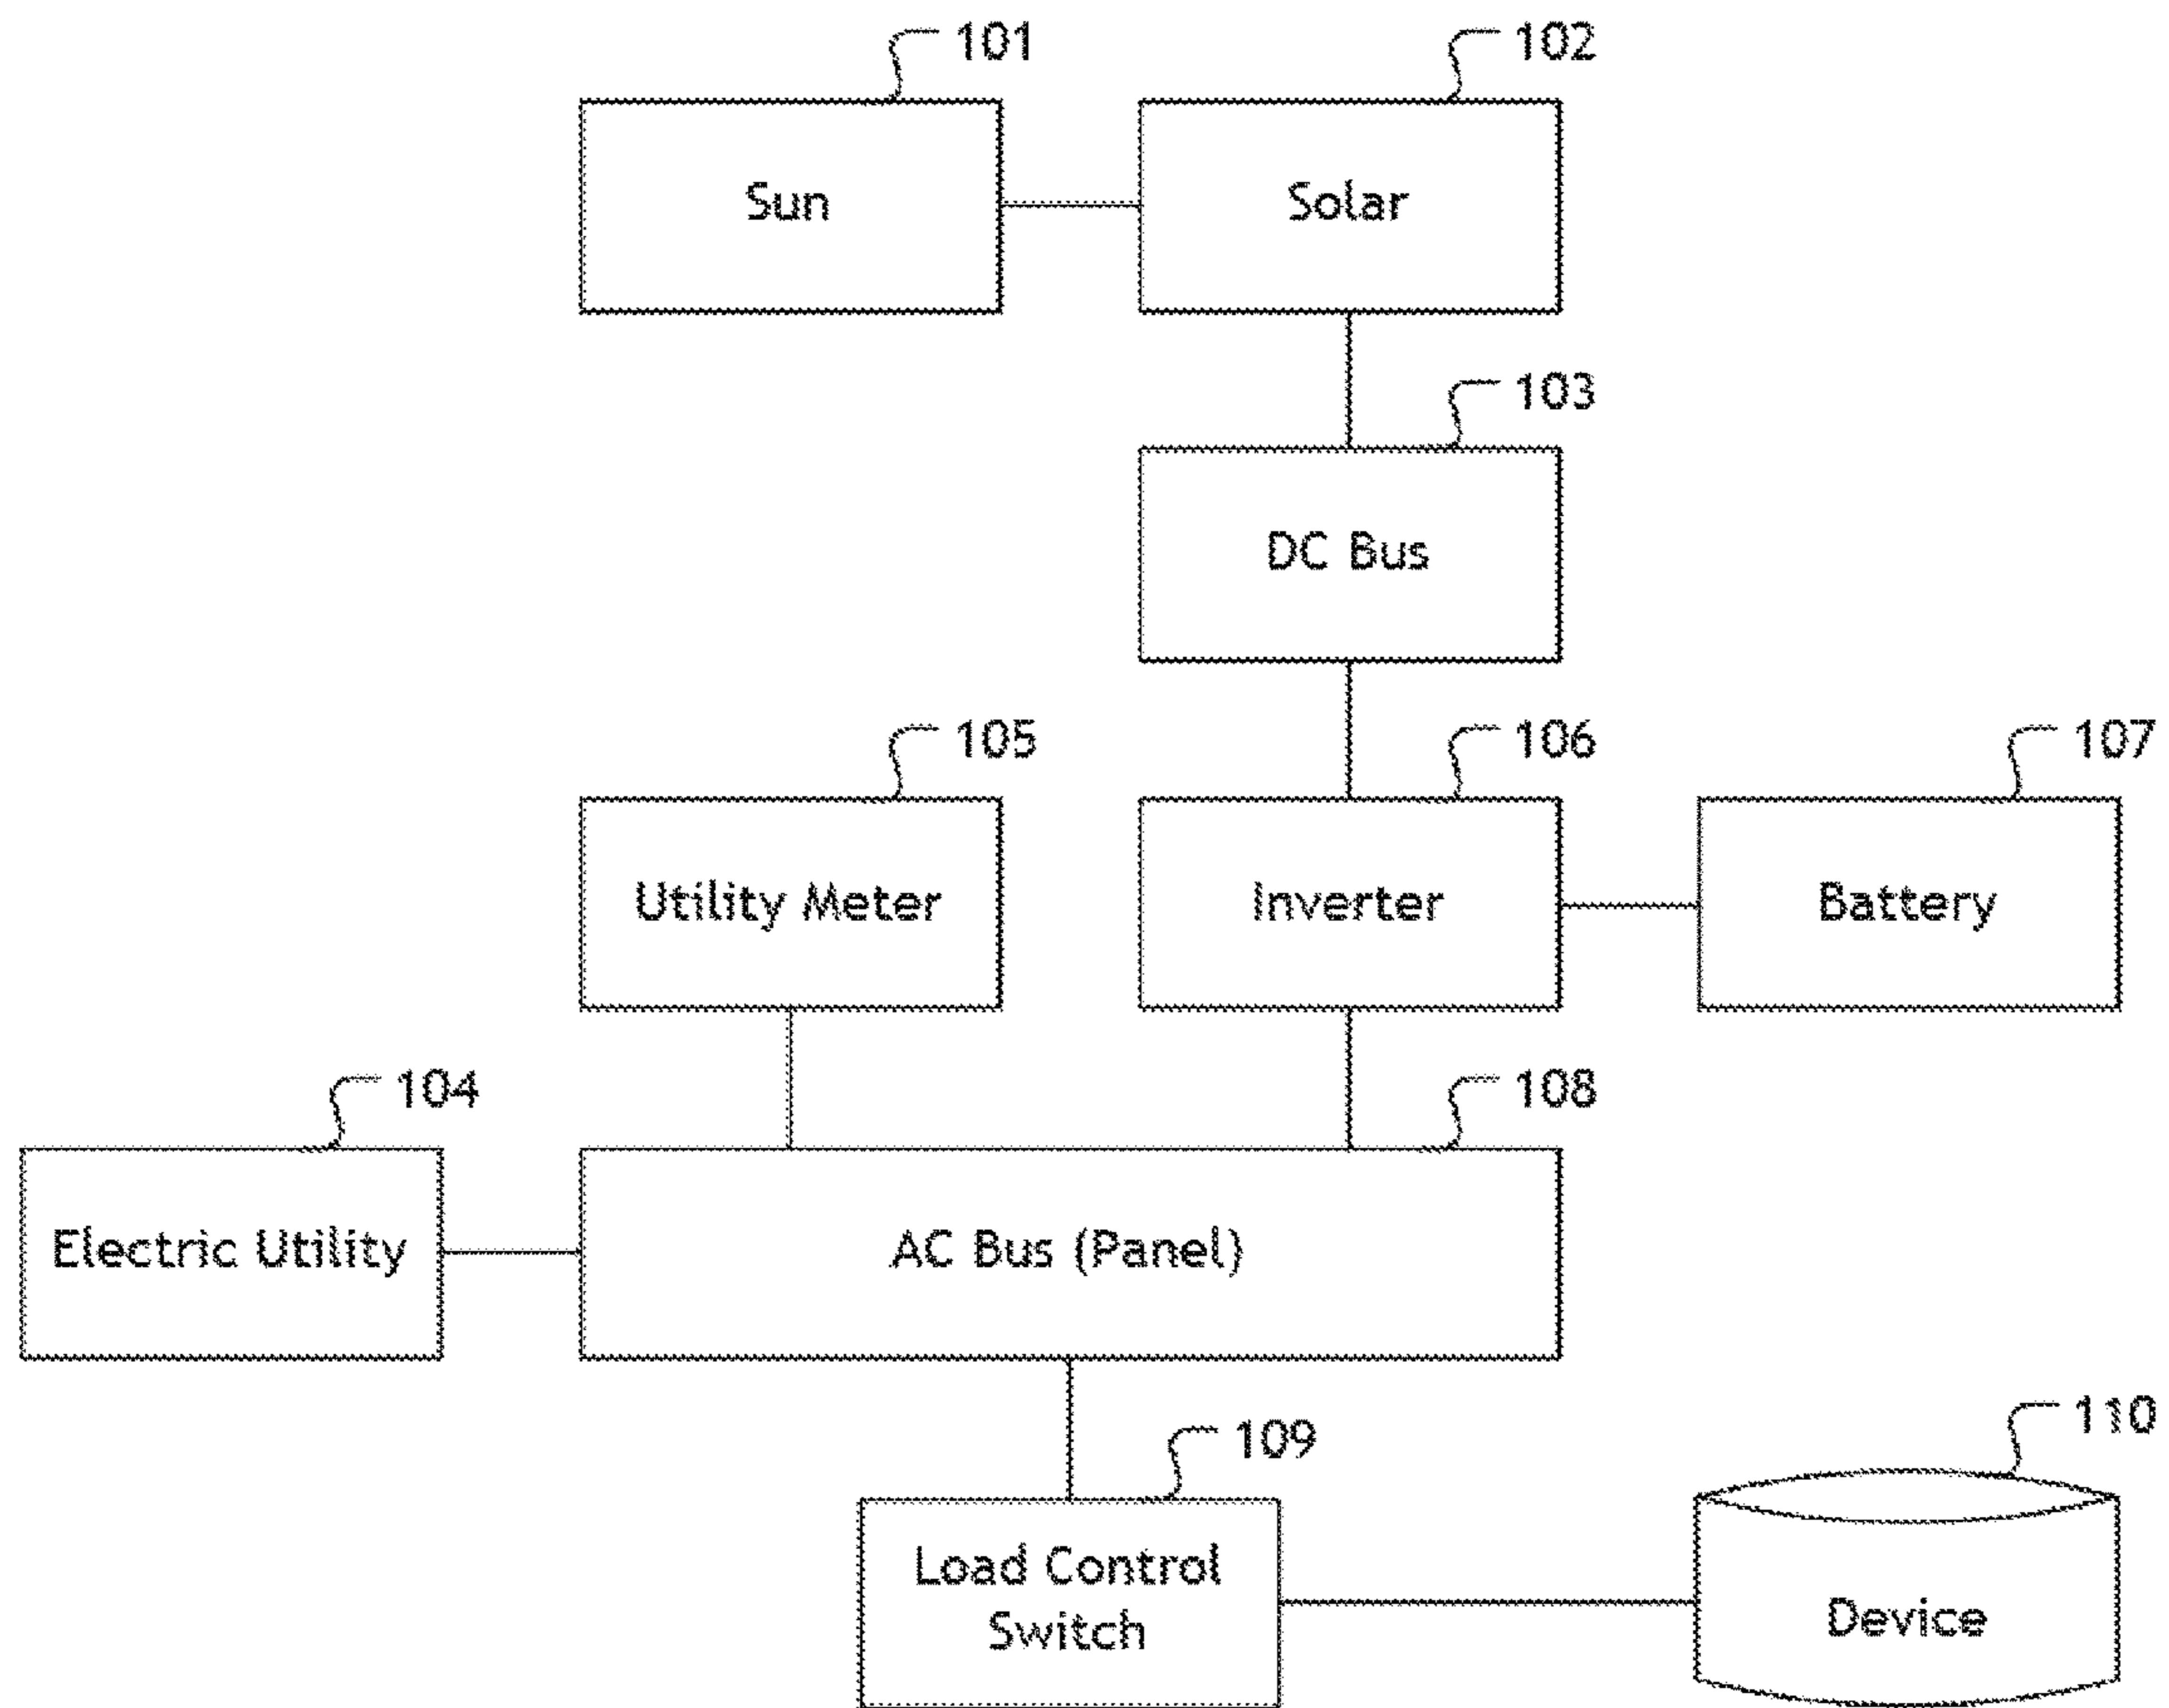 101
102
Sun
Solar
103
DC Bus
105
106
107
Utility Meter
Inverter
Battery
104
108
Electric Utility
AC Bus (Panel)
109
110
Load Control
Switch
Device